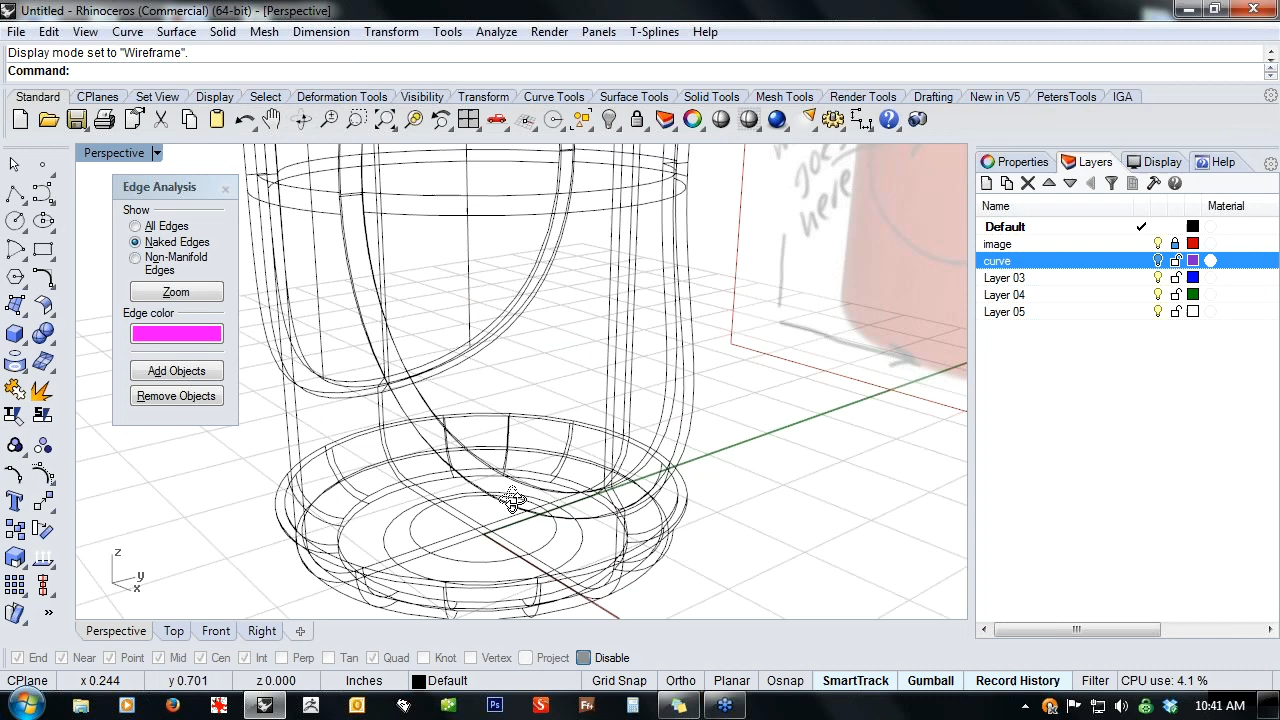 Untitled - Rhinoceros (Commercial) (64-bit) - [Perspective]
File Edit View Curve Surface Solid Mesh Dimension Transform Tools Analyze Render Panels T-Splines Help
Display mode set to "Wireframe".
Command:
Standard CPlanes Set View Display Select Deformation Tools Visibility Transform Curve Tools Surface Tools Solid Tools Mesh Tools Render Tools Drafting New in V5 PetersTools IGA
Perspective
Edge Analysis
Show
All Edges
Naked Edges
Non-Manifold
Edges
Zoom
Edge color
Add Objects
Remove Objects
goes
here
z
y
x
Properties Layers Display Help
Name Material
Default
image
curve
Layer 03
Layer 04
Layer 05
Perspective Top Front Right
End Near Point Mid Cen Int Perp Tan Quad Knot Vertex Project Disable
CPlane x 0.244 y 0.701 z 0.000 Inches Default Grid Snap Ortho Planar Osnap SmartTrack Gumball Record History Filter CPU use: 4.1 %
10:41 AM